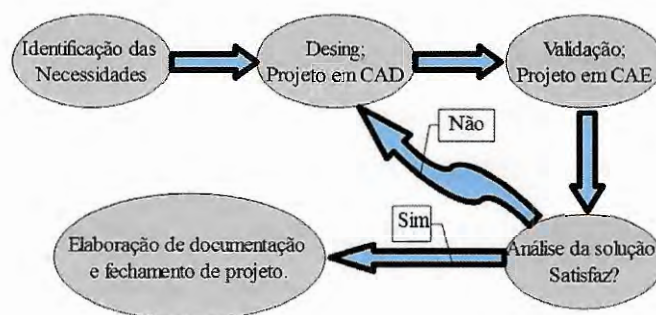 Identificação das
Necessidades
Desing;
Projeto em CAD
Validação;
Projeto em CAE
Não
Sim
Análise da solução
Satisfaz?
Elaboração de documentação
e fechamento de projeto.